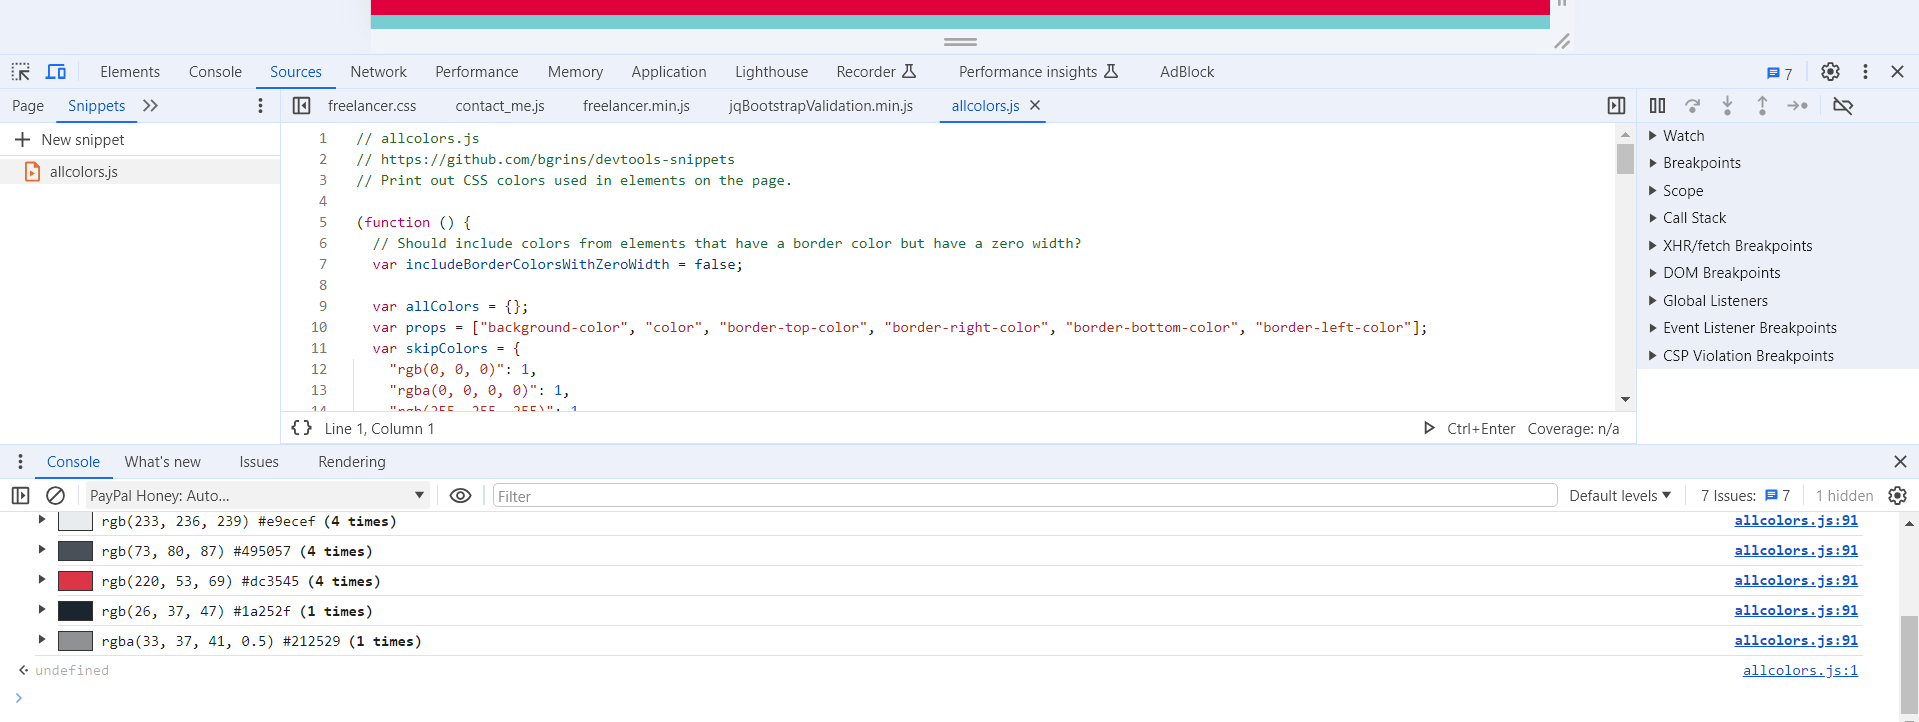 Elements Console Sources Network Performance Memory Application Lighthouse Recorder Performance insights AdBlock 7
Page Snippets freelancer.css contact_me.js freelancer.min.js jqBootstrapValidation.min.js allcolors.js
New snippet
allcolors.js
1 // allcolors.js
2 // https://github.com/bgrins/devtools-snippets
3 // Print out CSS colors used in elements on the page.
4
5 (function () {
6 // Should include colors from elements that have a border color but have a zero width?
7 var includeBorderColorsWithZeroWidth = false;
8
9 var allColors = {};
10 var props = ["background-color", "color", "border-top-color", "border-right-color", "border-bottom-color", "border-left-color"];
11 var skipColors = {
12 "rgb(0, 0, 0)": 1,
13 "rgba(0, 0, 0, 0)": 1,
14 "rgb(255, 255, 255)": 1
Line 1, Column 1 Ctrl+Enter Coverage: n/a
Watch
Breakpoints
Scope
Call Stack
XHR/fetch Breakpoints
DOM Breakpoints
Global Listeners
Event Listener Breakpoints
CSP Violation Breakpoints
Console What's new Issues Rendering
PayPal Honey: Auto... Filter Default levels 7 Issues: 7 1 hidden
rgb(233, 236, 239) #e9ecef (4 times) allcolors.js:91
rgb(73, 80, 87) #495057 (4 times) allcolors.js:91
rgb(220, 53, 69) #dc3545 (4 times) allcolors.js:91
rgb(26, 37, 47) #1a252f (1 times) allcolors.js:91
rgba(33, 37, 41, 0.5) #212529 (1 times) allcolors.js:91
undefined allcolors.js:1